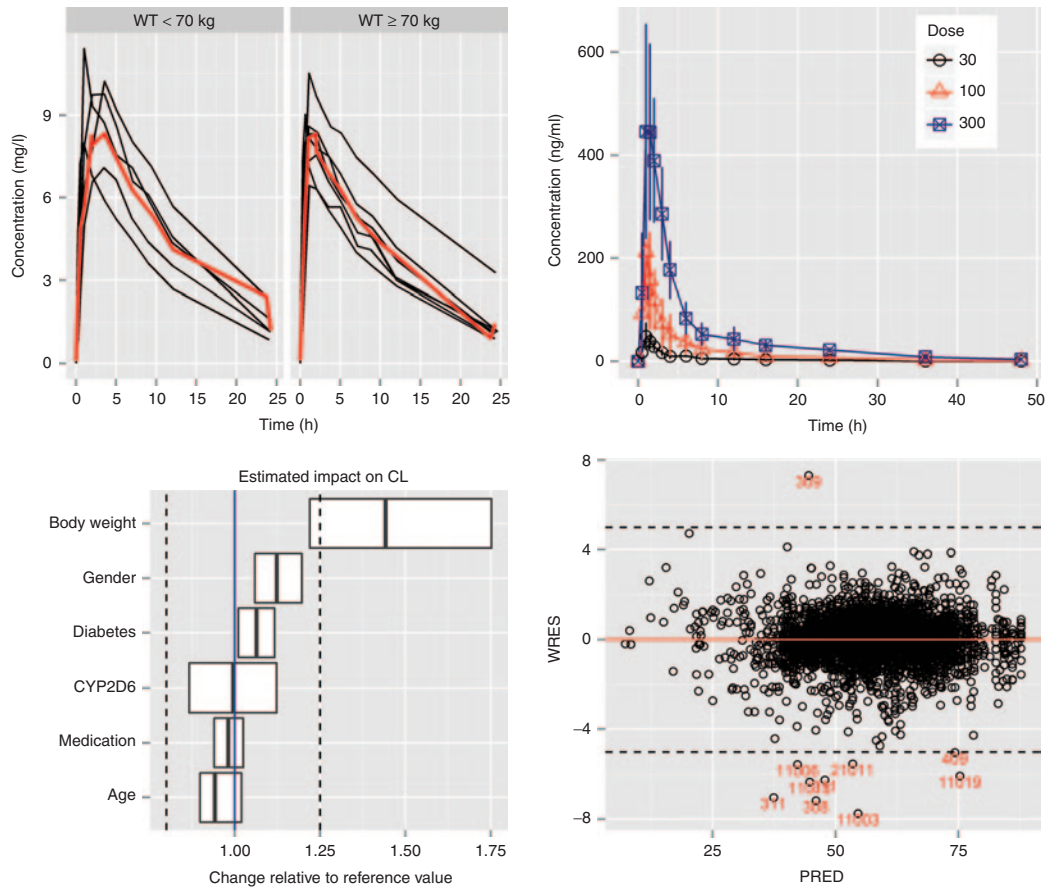 WT < 70 kg
WT ≥ 70 kg
Concentration (mg/l)
9
6
3
0
0 5 10 15 20 25
0 5 10 15 20 25
Time (h)
Concentration (ng/ml)
600
400
200
0
Dose
30
100
300
0 10 20 30 40 50
Time (h)
Estimated impact on CL
Body weight
Gender
Diabetes
CYP2D6
Medication
Age
1.00 1.25 1.50 1.75
Change relative to reference value
WRES
8
4
0
−4
−8
309
409
21011
11019
311
308
11003
25 50 75
PRED